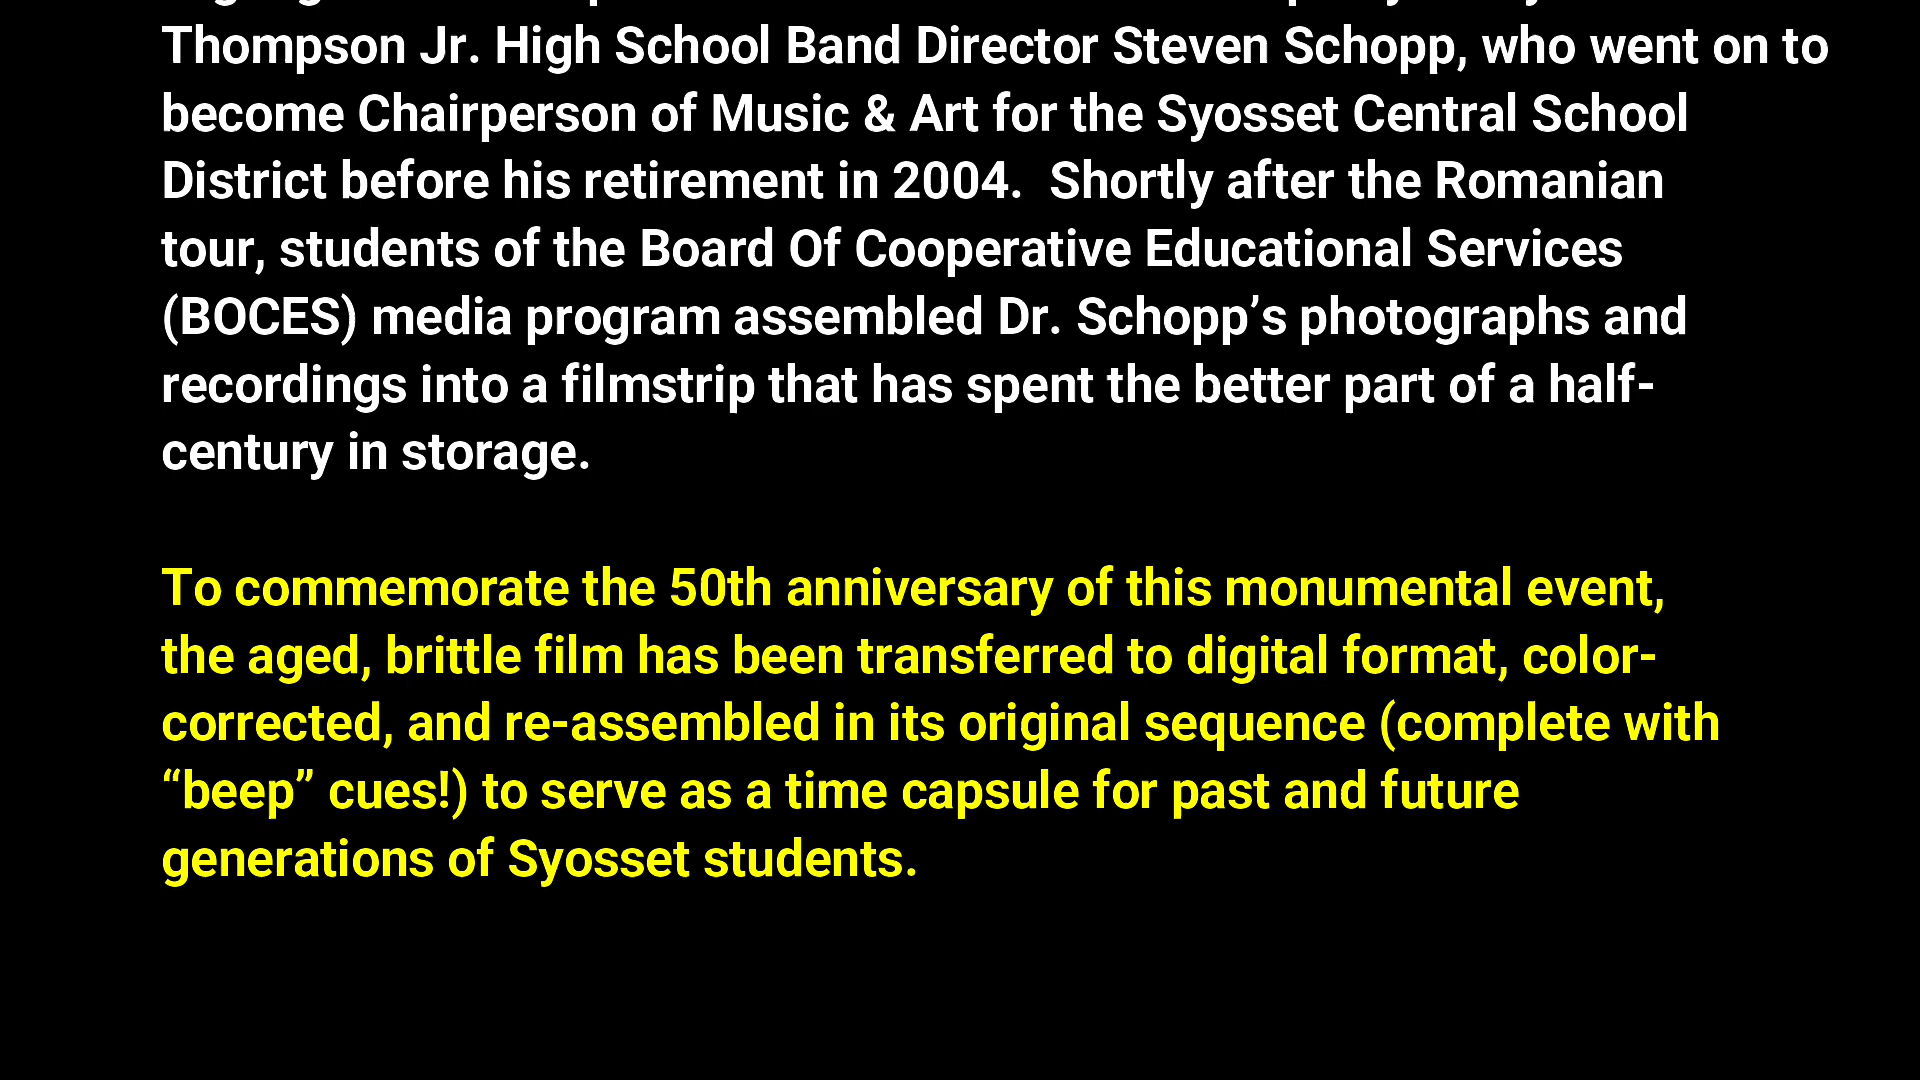 Thompson Jr. High School Band Director Steven Schopp, who went on to
become Chairperson of Music & Art for the Syosset Central School
District before his retirement in 2004.  Shortly after the Romanian
tour, students of the Board Of Cooperative Educational Services
(BOCES) media program assembled Dr. Schopp’s photographs and
recordings into a filmstrip that has spent the better part of a half-
century in storage.
To commemorate the 50th anniversary of this monumental event,
the aged, brittle film has been transferred to digital format, color-
corrected, and re-assembled in its original sequence (complete with
“beep” cues!) to serve as a time capsule for past and future
generations of Syosset students.